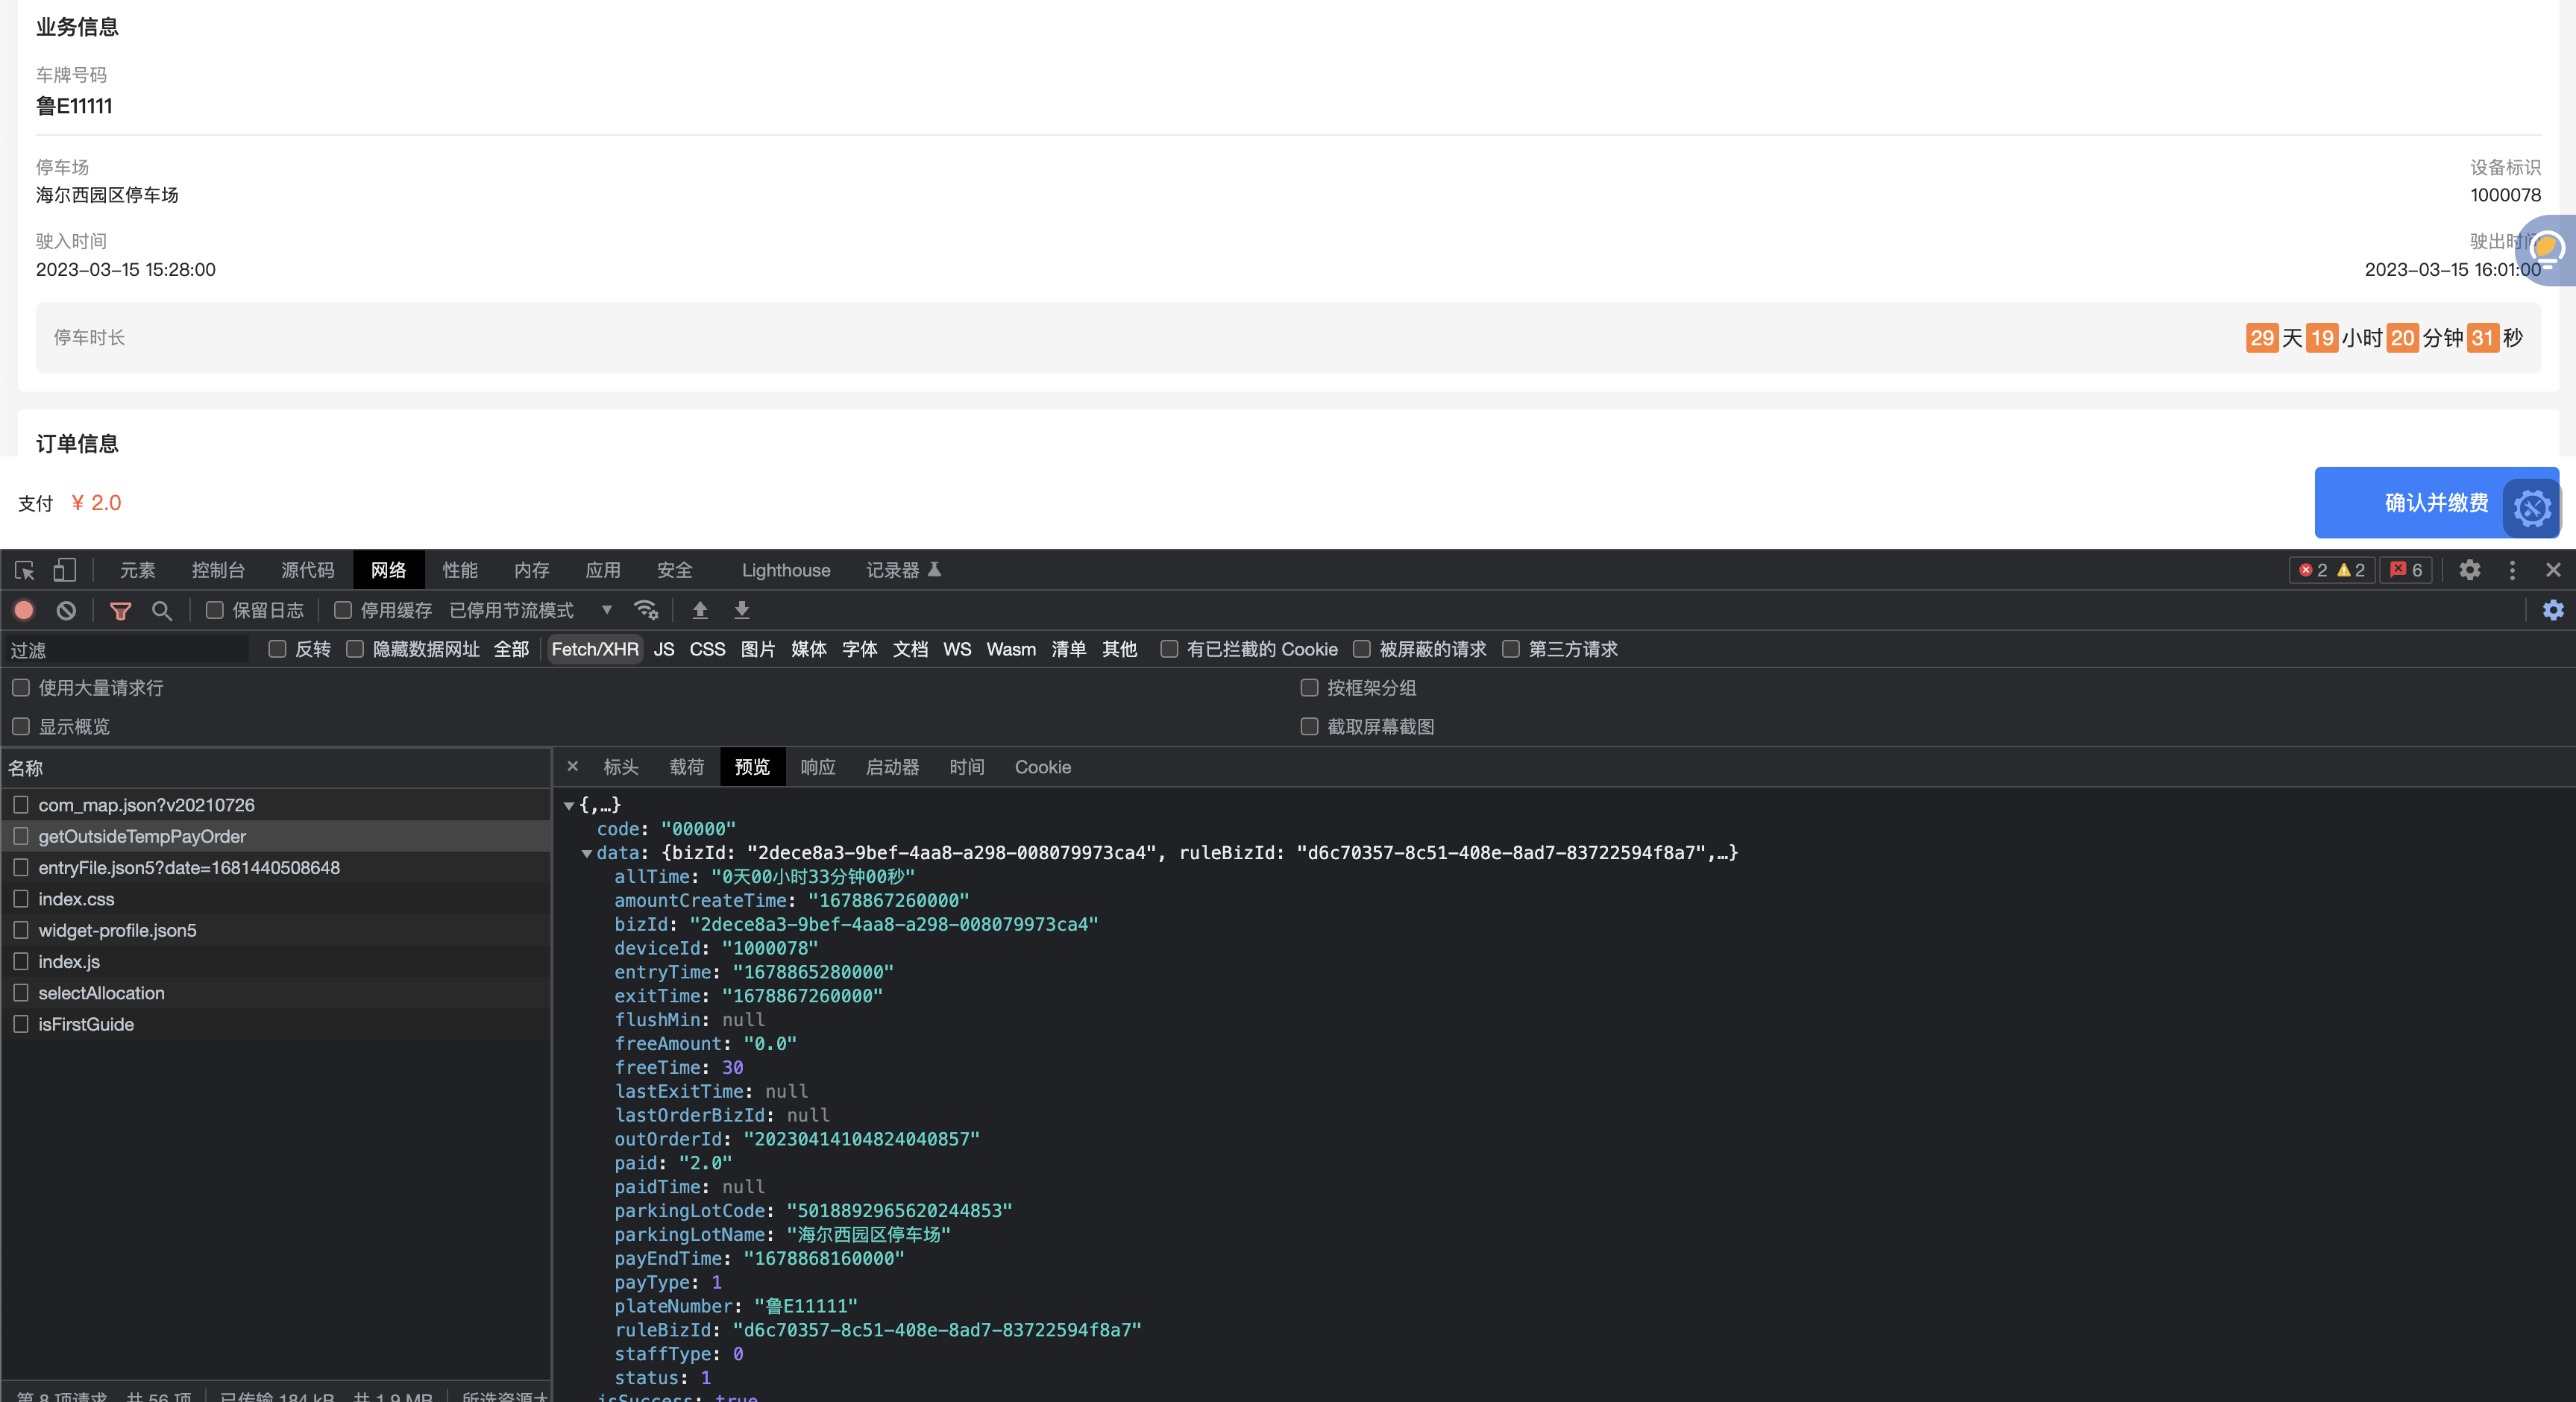 业务信息
车牌号码
鲁E11111
停车场
设备标识
海尔西园区停车场
1000078
驶入时间
驶出时间
2023-03-15 15:28:00
2023-03-15 16:01:00
停车时长
29天19小时20分钟31秒
订单信息
支付 ¥ 2.0
确认并缴费
元素 控制台 源代码 网络 性能 内存 应用 安全 Lighthouse 记录器 2 2 6
保留日志 停用缓存 已停用节流模式
过滤 反转 隐藏数据网址 全部 Fetch/XHR JS CSS 图片 媒体 字体 文档 WS Wasm 清单 其他 有已拦截的 Cookie 被屏蔽的请求 第三方请求
使用大量请求行 按框架分组
显示概览 截取屏幕截图
名称
com_map.json?v20210726
getOutsideTempPayOrder
entryFile.json5?date=1681440508648
index.css
widget-profile.json5
index.js
selectAllocation
isFirstGuide
第 8 项请求,共 56 项 已传输 184 kB,共 1.9 MB 所选资源大
× 标头 载荷 预览 响应 启动器 时间 Cookie
{,…}
code: "00000"
data: {bizId: "2dece8a3-9bef-4aa8-a298-008079973ca4", ruleBizId: "d6c70357-8c51-408e-8ad7-83722594f8a7",…}
allTime: "0天00小时33分钟00秒"
amountCreateTime: "1678867260000"
bizId: "2dece8a3-9bef-4aa8-a298-008079973ca4"
deviceId: "1000078"
entryTime: "1678865280000"
exitTime: "1678867260000"
flushMin: null
freeAmount: "0.0"
freeTime: 30
lastExitTime: null
lastOrderBizId: null
outOrderId: "20230414104824040857"
paid: "2.0"
paidTime: null
parkingLotCode: "5018892965620244853"
parkingLotName: "海尔西园区停车场"
payEndTime: "1678868160000"
payType: 1
plateNumber: "鲁E11111"
ruleBizId: "d6c70357-8c51-408e-8ad7-83722594f8a7"
staffType: 0
status: 1
isSuccess: true